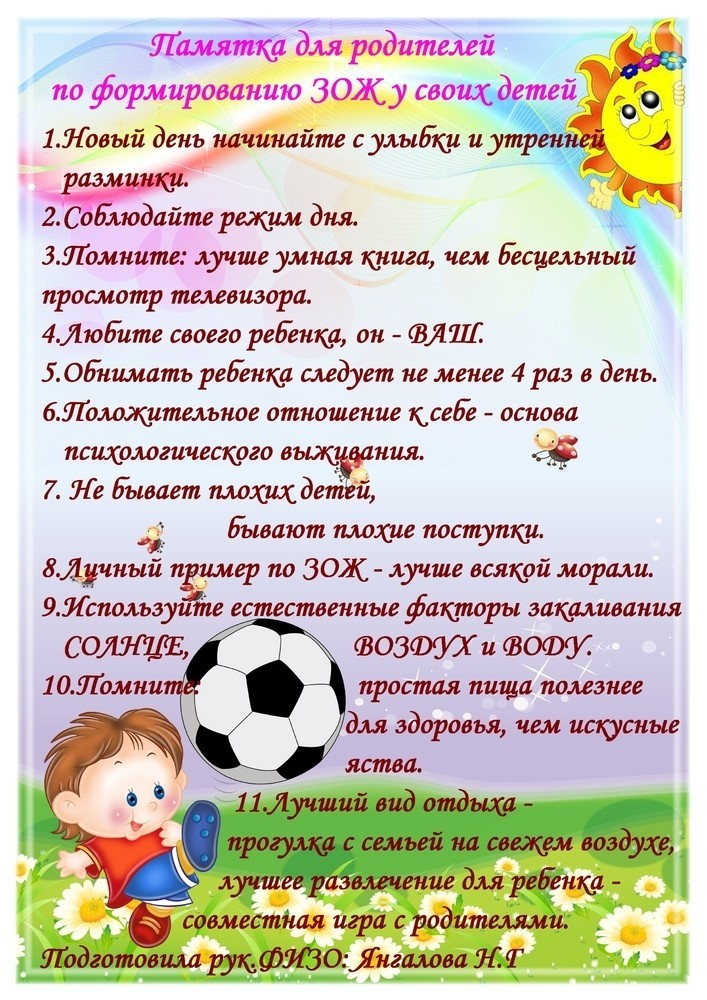 Памятка для родителей
по формированию ЗОЖ у своих детей
1.Новый день начинайте с улыбки и утренней
разминки.
2.Соблюдайте режим дня.
3.Помните: лучше умная книга, чем бесцельный
просмотр телевизора.
4.Любите своего ребенка, он - ВАШ.
5.Обнимать ребенка следует не менее 4 раз в день.
6.Положительное отношение к себе - основа
психологического выживания.
7. Не бывает плохих детей,
бывают плохие поступки.
8.Личный пример по ЗОЖ - лучше всякой морали.
9.Используйте естественные факторы закаливания
СОЛНЦЕ, ВОЗДУХ и ВОДУ.
10.Помните: простая пища полезнее
для здоровья, чем искусные
яства.
11.Лучший вид отдыха -
прогулка с семьей на свежем воздухе,
лучшее развлечение для ребенка -
совместная игра с родителями.
Подготовила рук.ФИЗО: Янгалова Н.Г